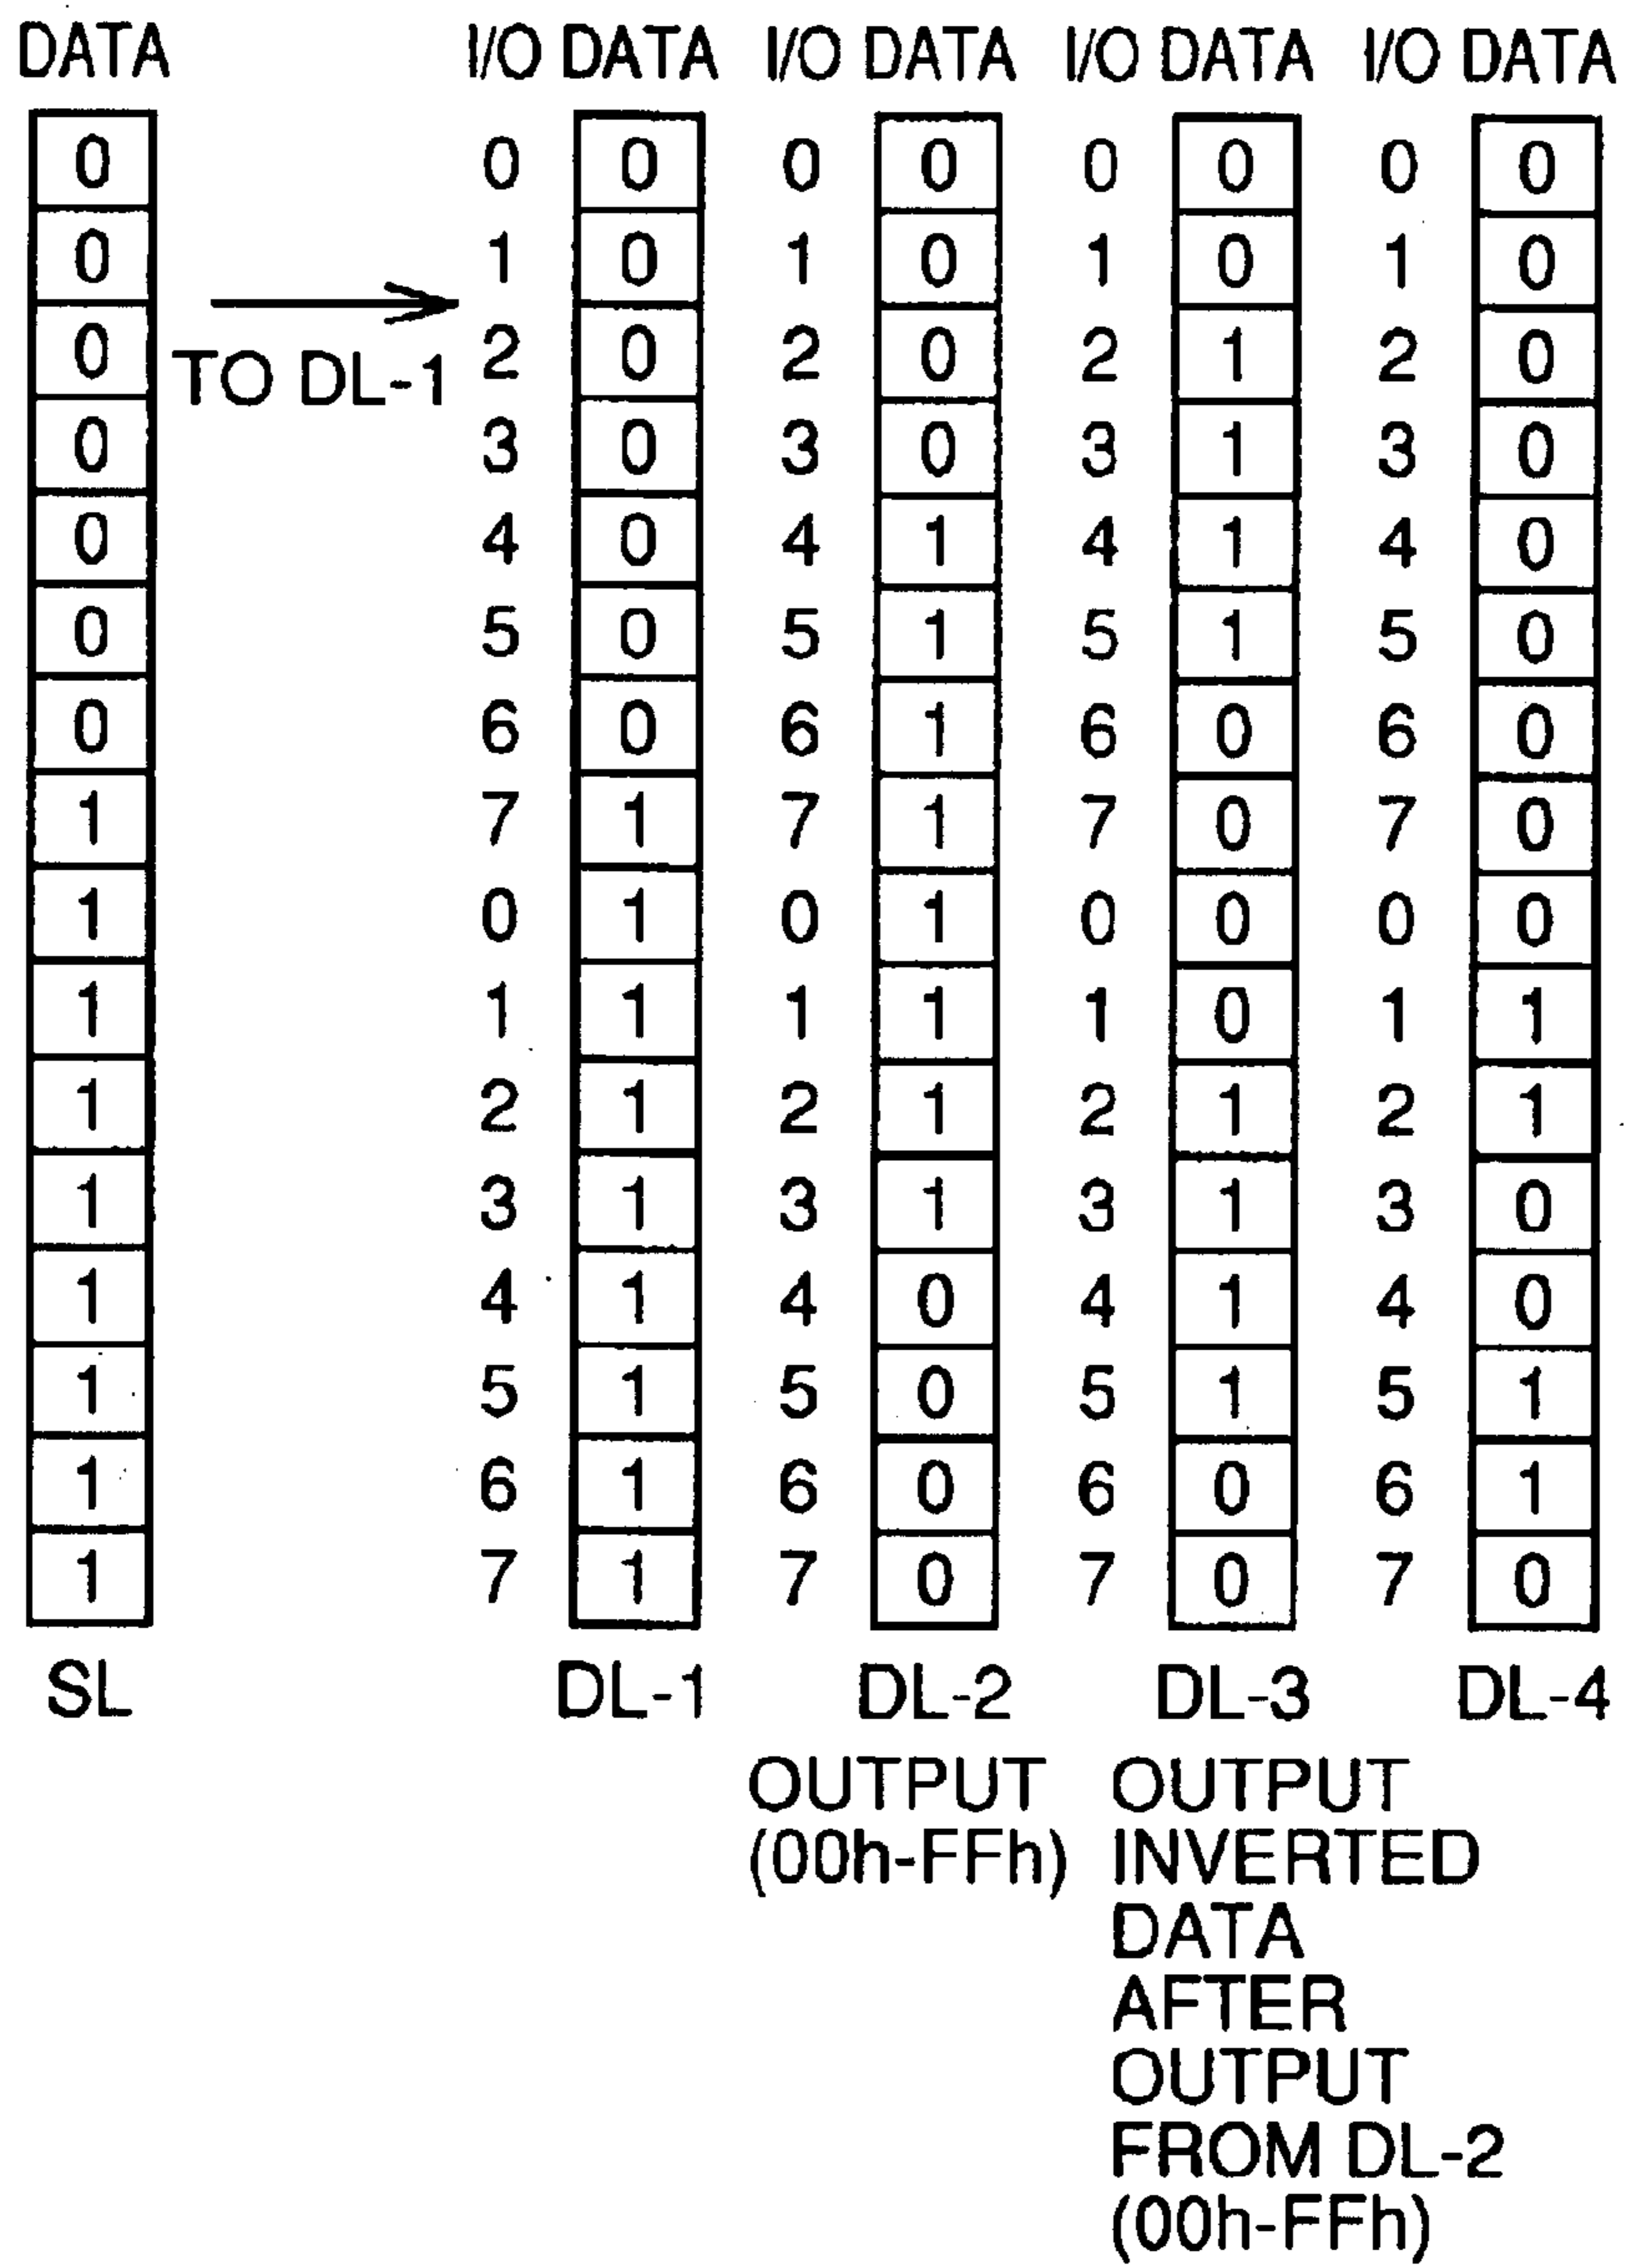 DATA I/O DATA I/O DATA I/O DATA I/O DATA
0 0 0 0 0 0 0 0 0
0 1 0 1 0 1 0 1 0
0 2 0 2 0 2 1 2 0
TO DL-1
0 3 0 3 0 3 1 3 0
0 4 0 4 1 4 1 4 0
0 5 0 5 1 5 1 5 0
0 6 0 6 1 6 0 6 0
1 7 1 7 1 7 0 7 0
1 0 1 0 1 0 0 0 0
1 1 1 1 1 1 0 1 1
1 2 1 2 1 2 1 2 1
1 3 1 3 1 3 1 3 0
1 4 1 4 0 4 1 4 0
1 5 1 5 0 5 1 5 1
1 6 1 6 0 6 0 6 1
1 7 1 7 0 7 0 7 0
SL DL-1 DL-2 DL-3 DL-4
OUTPUT
(00h-FFh)
OUTPUT
INVERTED
DATA
AFTER
OUTPUT
FROM DL-2
(00h-FFh)